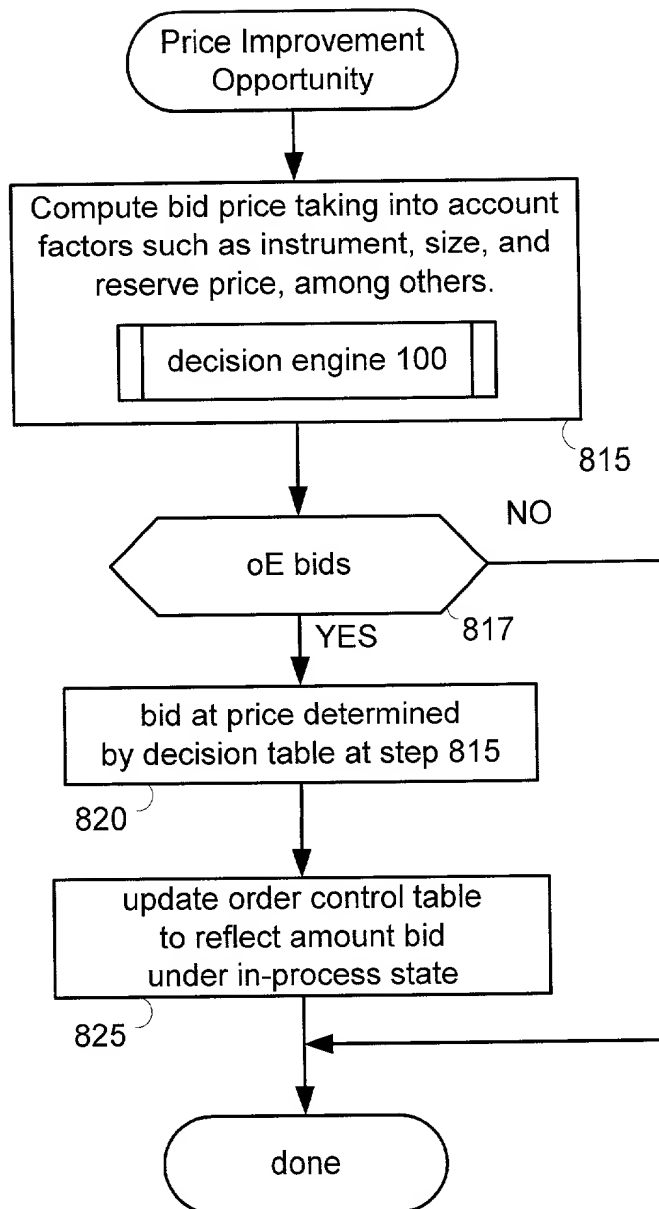 Price Improvement
Opportunity
Compute bid price taking into account
factors such as instrument, size, and
reserve price, among others.
decision engine 100
815
NO
oE bids
817
YES
bid at price determined
by decision table at step 815
820
update order control table
to reflect amount bid
under in-process state
825
done